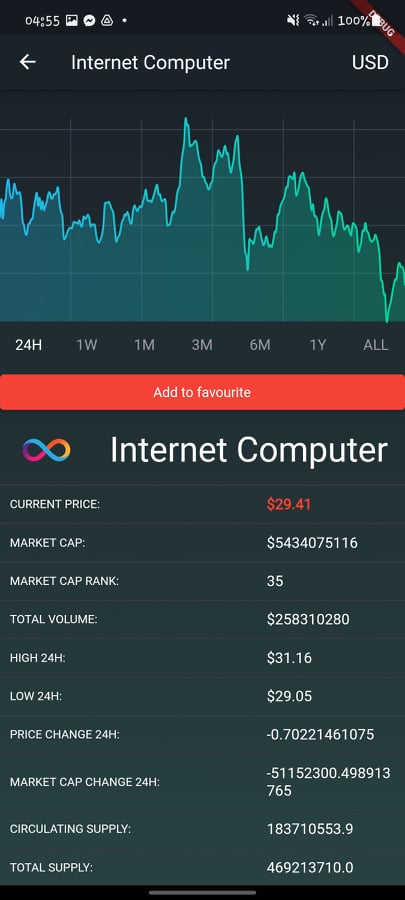 04:55
100%
DEBUG
Internet Computer
USD
24H 1W 1M 3M 6M 1Y ALL
Add to favourite
Internet Computer
CURRENT PRICE: $29.41
MARKET CAP: $5434075116
MARKET CAP RANK: 35
TOTAL VOLUME: $258310280
HIGH 24H: $31.16
LOW 24H: $29.05
PRICE CHANGE 24H: -0.70221461075
MARKET CAP CHANGE 24H: -51152300.498913
765
CIRCULATING SUPPLY: 183710553.9
TOTAL SUPPLY: 469213710.0